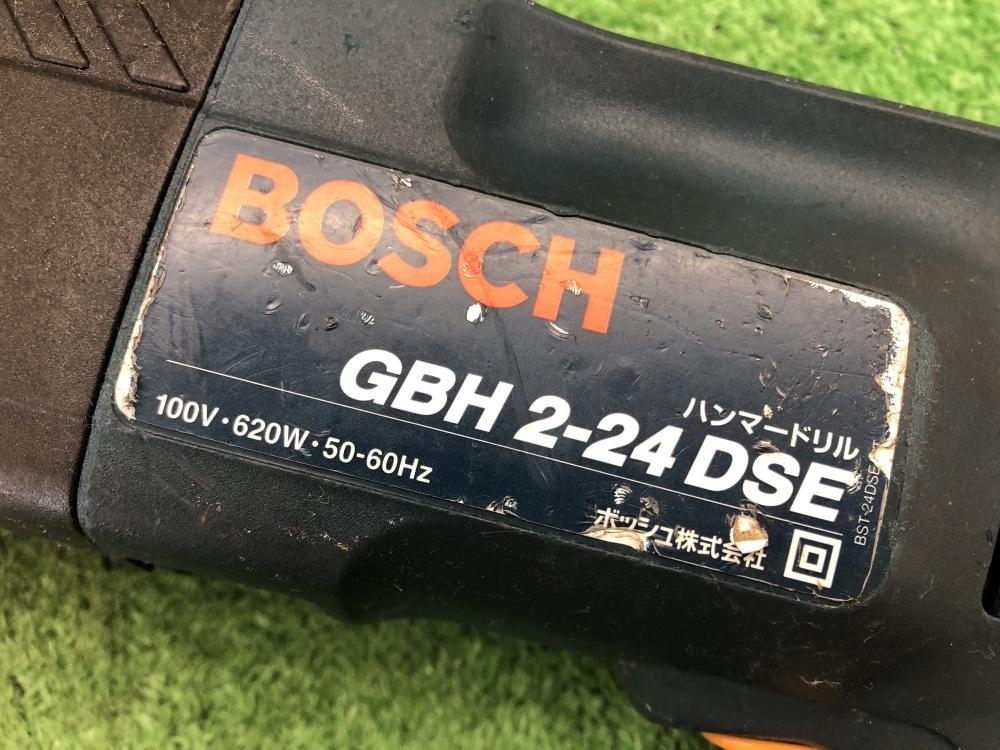 BOSCH
ハンマードリル
GBH 2-24 DSE
100V・620W・50-60Hz
ボッシュ株式会社
BST-24DSE